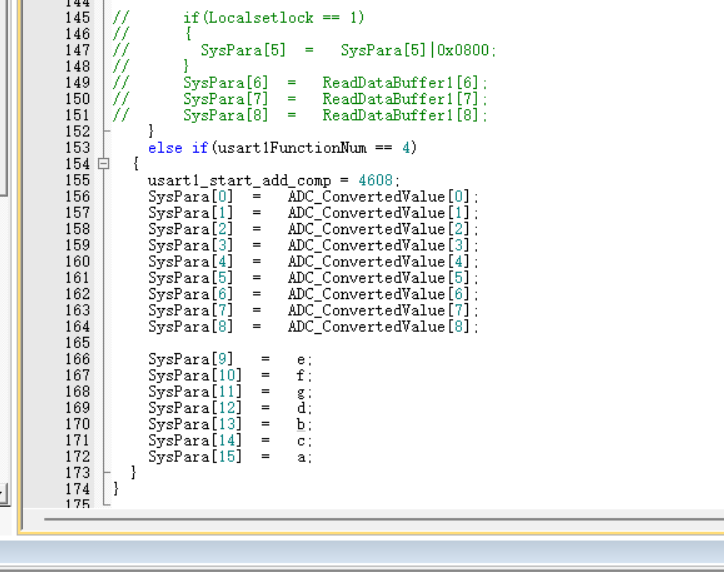 144
145 //      if(Localsetlock == 1)
146 //      {
147 //        SysPara[5]  =   SysPara[5]|0x0800;
148 //      }
149 //      SysPara[6]  =   ReadDataBuffer1[6];
150 //      SysPara[7]  =   ReadDataBuffer1[7];
151 //      SysPara[8]  =   ReadDataBuffer1[8];
152     }
153     else if(usart1FunctionNum == 4)
154   {
155     usart1_start_add_comp = 4608;
156     SysPara[0]  =   ADC_ConvertedValue[0];
157     SysPara[1]  =   ADC_ConvertedValue[1];
158     SysPara[2]  =   ADC_ConvertedValue[2];
159     SysPara[3]  =   ADC_ConvertedValue[3];
160     SysPara[4]  =   ADC_ConvertedValue[4];
161     SysPara[5]  =   ADC_ConvertedValue[5];
162     SysPara[6]  =   ADC_ConvertedValue[6];
163     SysPara[7]  =   ADC_ConvertedValue[7];
164     SysPara[8]  =   ADC_ConvertedValue[8];
165
166     SysPara[9]   =   e;
167     SysPara[10]  =   f;
168     SysPara[11]  =   g;
169     SysPara[12]  =   d;
170     SysPara[13]  =   b;
171     SysPara[14]  =   c;
172     SysPara[15]  =   a;
173   }
174 }
175